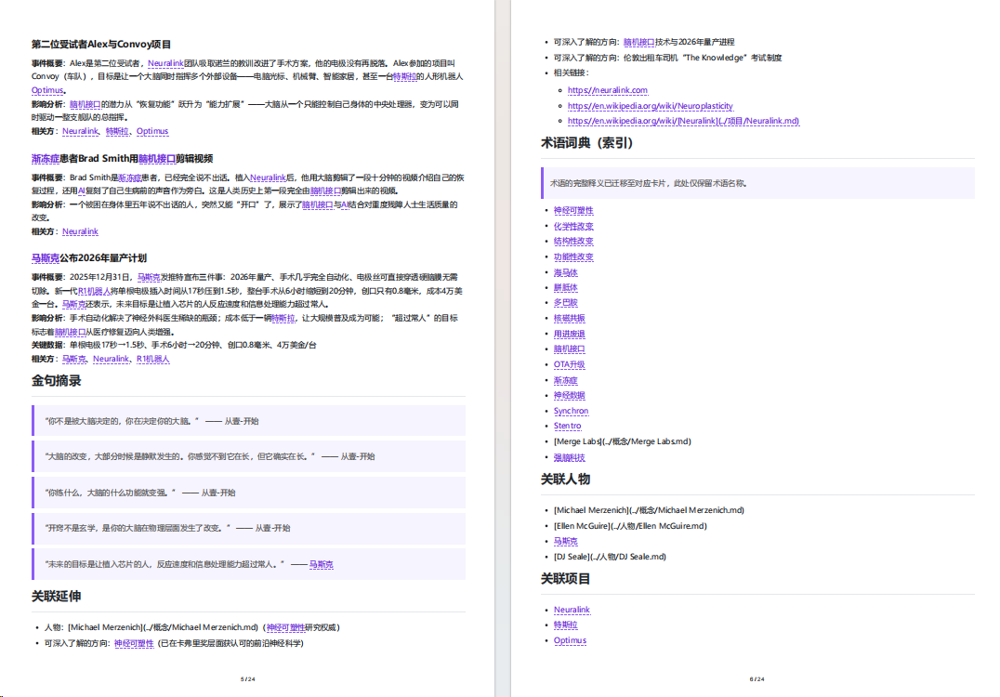 第二位受试者Alex与Convoy项目
事件概要：Alex是第二位受试者，Neuralink团队吸取诺兰的教训改进了手术方案，他的电极没有再脱落。Alex参加的项目叫
Convoy（车队），目标是让一个大脑同时指挥多个外部设备——电脑光标、机械臂、智能家居，甚至一台特斯拉的人形机器人
Optimus。
影响分析：脑机接口的潜力从“恢复功能”跃升为“能力扩展”——大脑从一个只能控制自己身体的中央处理器，变为可以同
时驱动一整支舰队的总指挥。
相关方：Neuralink、特斯拉、Optimus
渐冻症患者Brad Smith用脑机接口剪辑视频
事件概要：Brad Smith是渐冻症患者，已经完全说不出话。植入Neuralink后，他用大脑剪辑了一段十分钟的视频介绍自己的恢
复过程，还用AI复刻了自己生病前的声音作为旁白。这是人类历史上第一段完全由脑机接口剪辑出来的视频。
影响分析：一个被困在身体里五年说不出话的人，突然又能“开口”了，展示了脑机接口与AI结合对重度残障人士生活质量的
改变。
相关方：Neuralink
马斯克公布2026年量产计划
事件概要：2025年12月31日，马斯克发推特宣布三件事：2026年量产、手术几乎完全自动化、电极丝可直接穿透硬脑膜无需
切除。新一代R1机器人将单根电极插入时间从17秒压到1.5秒，整台手术从6小时缩短到20分钟，创口只有0.8毫米，成本4万美
金一台。马斯克还表示，未来目标是让植入芯片的人反应速度和信息处理能力超过常人。
影响分析：手术自动化解决了神经外科医生稀缺的瓶颈；成本低于一辆特斯拉，让大规模普及成为可能；“超过常人”的目标
标志着脑机接口从医疗修复迈向人类增强。
关键数据：单根电极17秒→1.5秒、手术6小时→20分钟、创口0.8毫米、4万美金/台
相关方：马斯克、Neuralink、R1机器人
金句摘录
“你不是被大脑决定的，你在决定你的大脑。” —— 从壹-开始
“大脑的改变，大部分时候是静默发生的。你感觉不到它在长，但它确实在长。” —— 从壹-开始
“你练什么，大脑的什么功能就变强。” —— 从壹-开始
“开窍不是玄学，是你的大脑在物理层面发生了改变。” —— 从壹-开始
“未来的目标是让植入芯片的人，反应速度和信息处理能力超过常人。” —— 马斯克
关联延伸
• 人物：[Michael Merzenich](../概念/Michael Merzenich.md)（神经可塑性研究权威）
• 可深入了解的方向：神经可塑性（已在卡弗里奖层面获认可的前沿神经科学）
5 / 24
• 可深入了解的方向：脑机接口技术与2026年量产进程
• 可深入了解的方向：伦敦出租车司机“The Knowledge”考试制度
• 相关链接：
https://neuralink.com
https://en.wikipedia.org/wiki/Neuroplasticity
https://en.wikipedia.org/wiki/[Neuralink](../项目/Neuralink.md)
术语词典（索引）
术语的完整释义已迁移至对应卡片，此处仅保留术语名称。
• 神经可塑性
• 化学性改变
• 结构性改变
• 功能性改变
• 海马体
• 胼胝体
• 多巴胺
• 核磁共振
• 用进废退
• 脑机接口
• OTA升级
• 渐冻症
• 神经数据
• Synchron
• Stentro
• [Merge Labs](../概念/Merge Labs.md)
• 强脑科技
关联人物
• [Michael Merzenich](../概念/Michael Merzenich.md)
• [Ellen McGuire](../人物/Ellen McGuire.md)
• 马斯克
• [DJ Seale](../人物/DJ Seale.md)
关联项目
• Neuralink
• 特斯拉
• Optimus
6 / 24